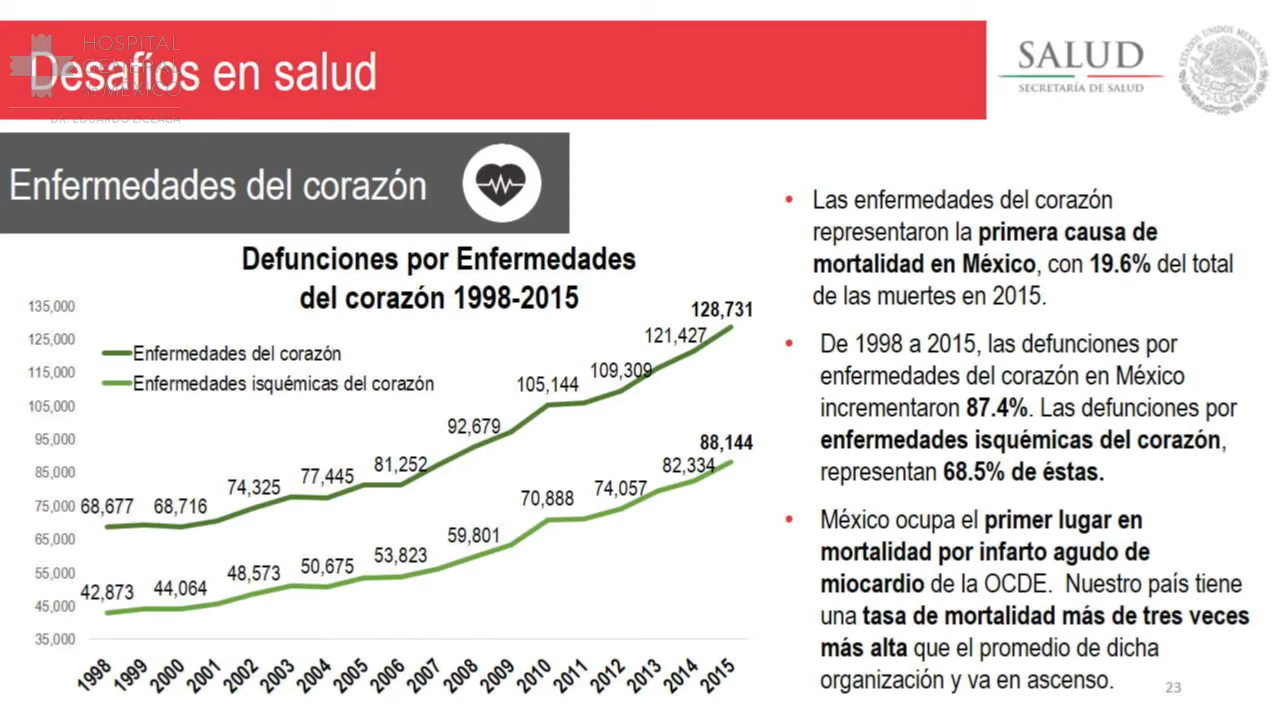 HOSPITAL
GENERAL
de MÉXICO
DR. EDUARDO LICEAGA
Desafíos en salud
SALUD
SECRETARÍA DE SALUD
ESTADOS UNIDOS MEXICANOS
Enfermedades del corazón
Defunciones por Enfermedades
del corazón 1998-2015
135,000
125,000
115,000
105,000
95,000
85,000
75,000
65,000
55,000
45,000
35,000
Enfermedades del corazón
Enfermedades isquémicas del corazón
68,677
68,716
74,325
77,445
81,252
92,679
105,144
109,309
121,427
128,731
42,873
44,064
48,573
50,675
53,823
59,801
70,888
74,057
82,334
88,144
1998
1999
2000
2001
2002
2003
2004
2005
2006
2007
2008
2009
2010
2011
2012
2013
2014
2015
• Las enfermedades del corazón
representaron la primera causa de
mortalidad en México, con 19.6% del total
de las muertes en 2015.
• De 1998 a 2015, las defunciones por
enfermedades del corazón en México
incrementaron 87.4%. Las defunciones por
enfermedades isquémicas del corazón,
representan 68.5% de éstas.
• México ocupa el primer lugar en
mortalidad por infarto agudo de
miocardio de la OCDE. Nuestro país tiene
una tasa de mortalidad más de tres veces
más alta que el promedio de dicha
organización y va en ascenso.
23